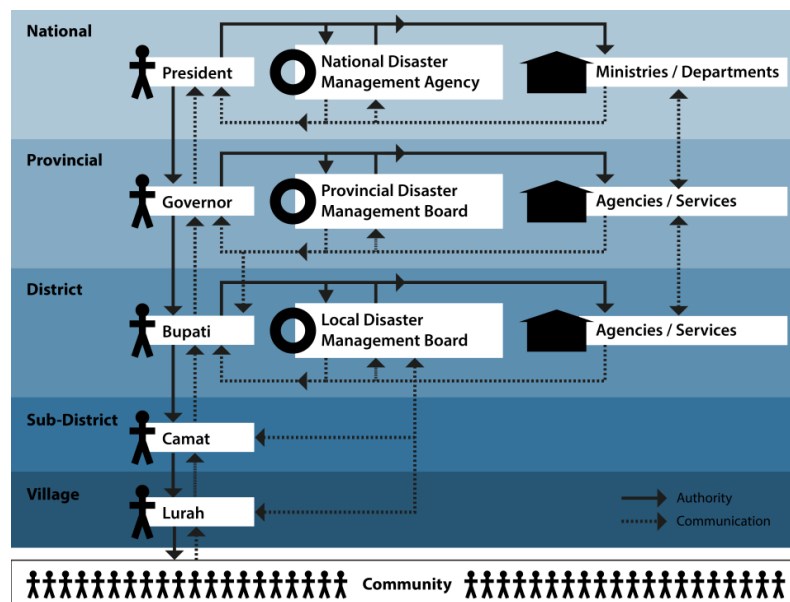 National
President
National Disaster
Management Agency
Ministries / Departments
Provincial
Governor
Provincial Disaster
Management Board
Agencies / Services
District
Bupati
Local Disaster
Management Board
Agencies / Services
Sub-District
Camat
Village
Lurah
Authority
Communication
Community